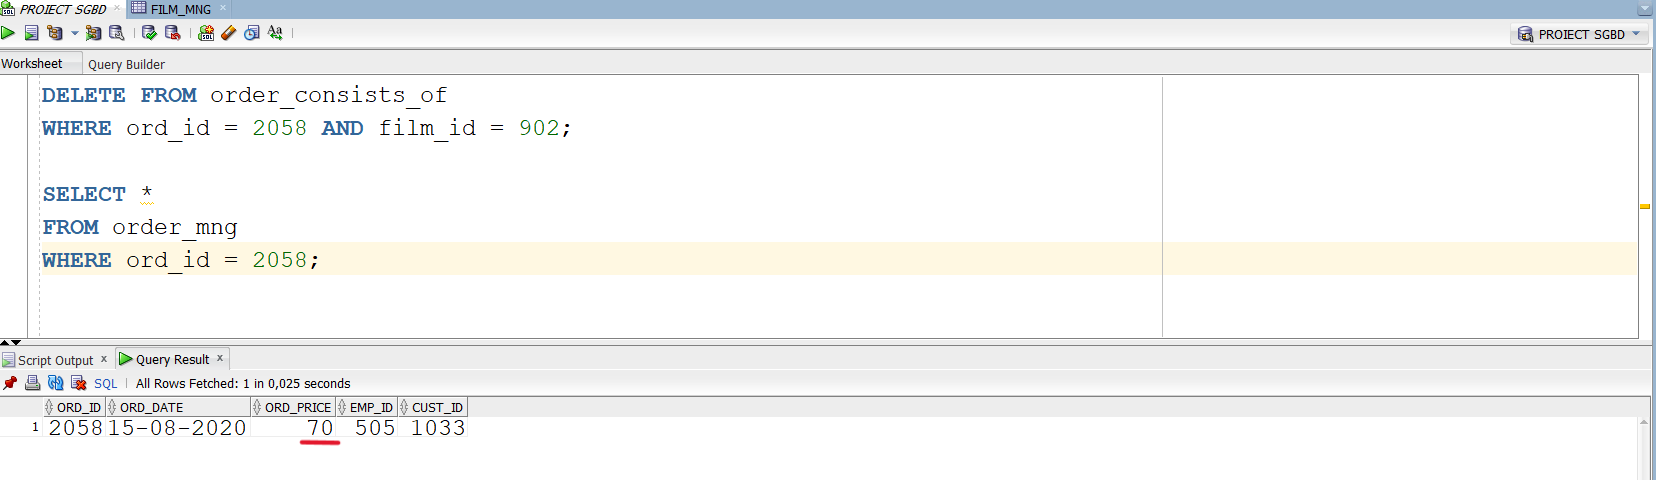 PROIECT SGBD × FILM_MNG ×
PROIECT SGBD
Worksheet Query Builder
DELETE FROM order_consists_of
WHERE ord_id = 2058 AND film_id = 902;
SELECT *
FROM order_mng
WHERE ord_id = 2058;
Script Output × Query Result ×
SQL | All Rows Fetched: 1 in 0,025 seconds
ORD_ID ORD_DATE ORD_PRICE EMP_ID CUST_ID
1 2058 15-08-2020 70 505 1033